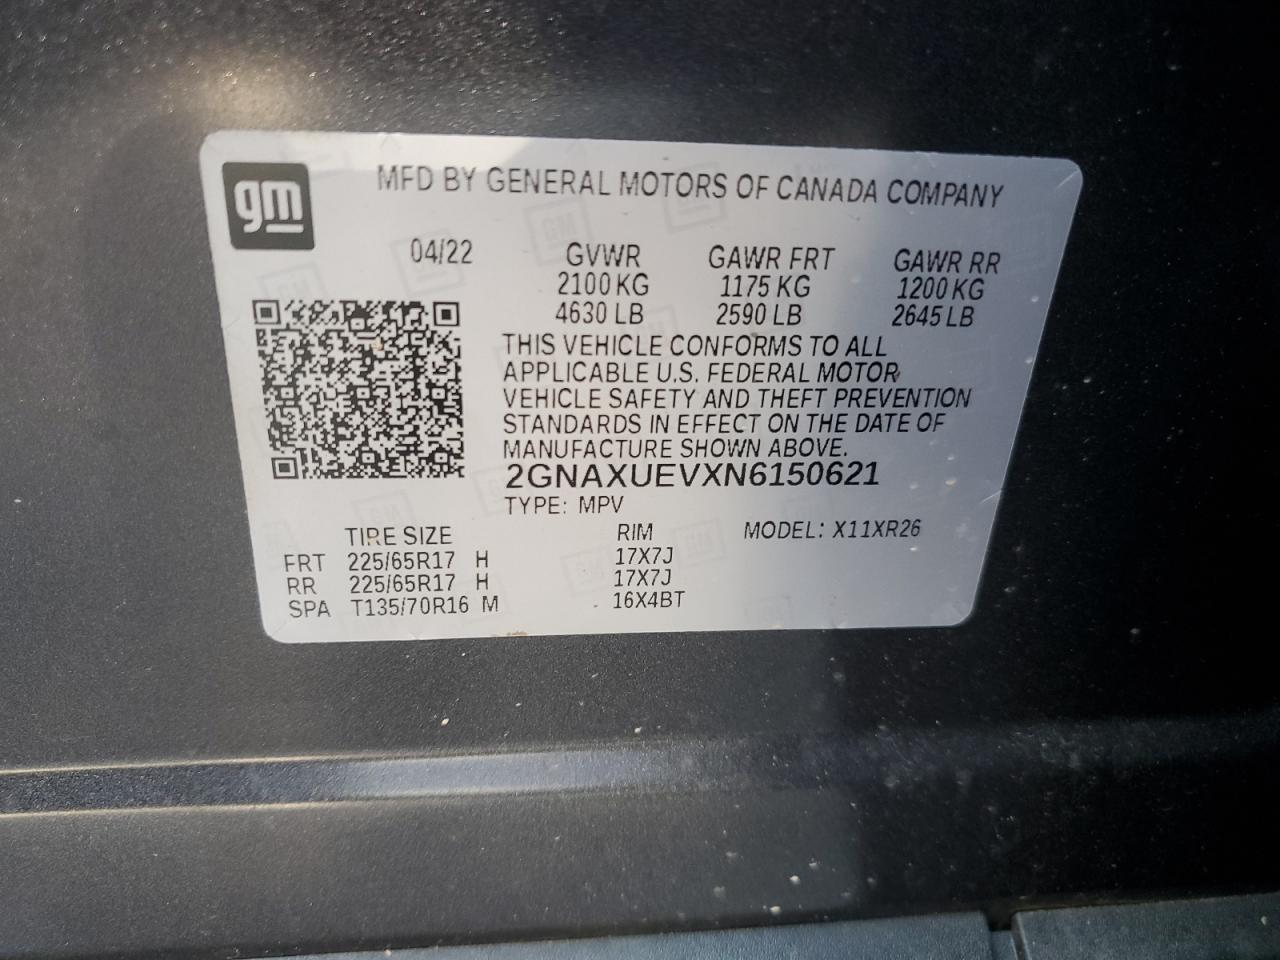 gm
MFD BY GENERAL MOTORS OF CANADA COMPANY
04/22 GVWR GAWR FRT GAWR RR
2100 KG 1175 KG 1200 KG
4630 LB 2590 LB 2645 LB
THIS VEHICLE CONFORMS TO ALL
APPLICABLE U.S. FEDERAL MOTOR
VEHICLE SAFETY AND THEFT PREVENTION
STANDARDS IN EFFECT ON THE DATE OF
MANUFACTURE SHOWN ABOVE.
2GNAXUEVXN6150621
TYPE: MPV
TIRE SIZE RIM MODEL: X11XR26
FRT 225/65R17 H 17X7J
RR 225/65R17 H 17X7J
SPA T135/70R16 M 16X4BT